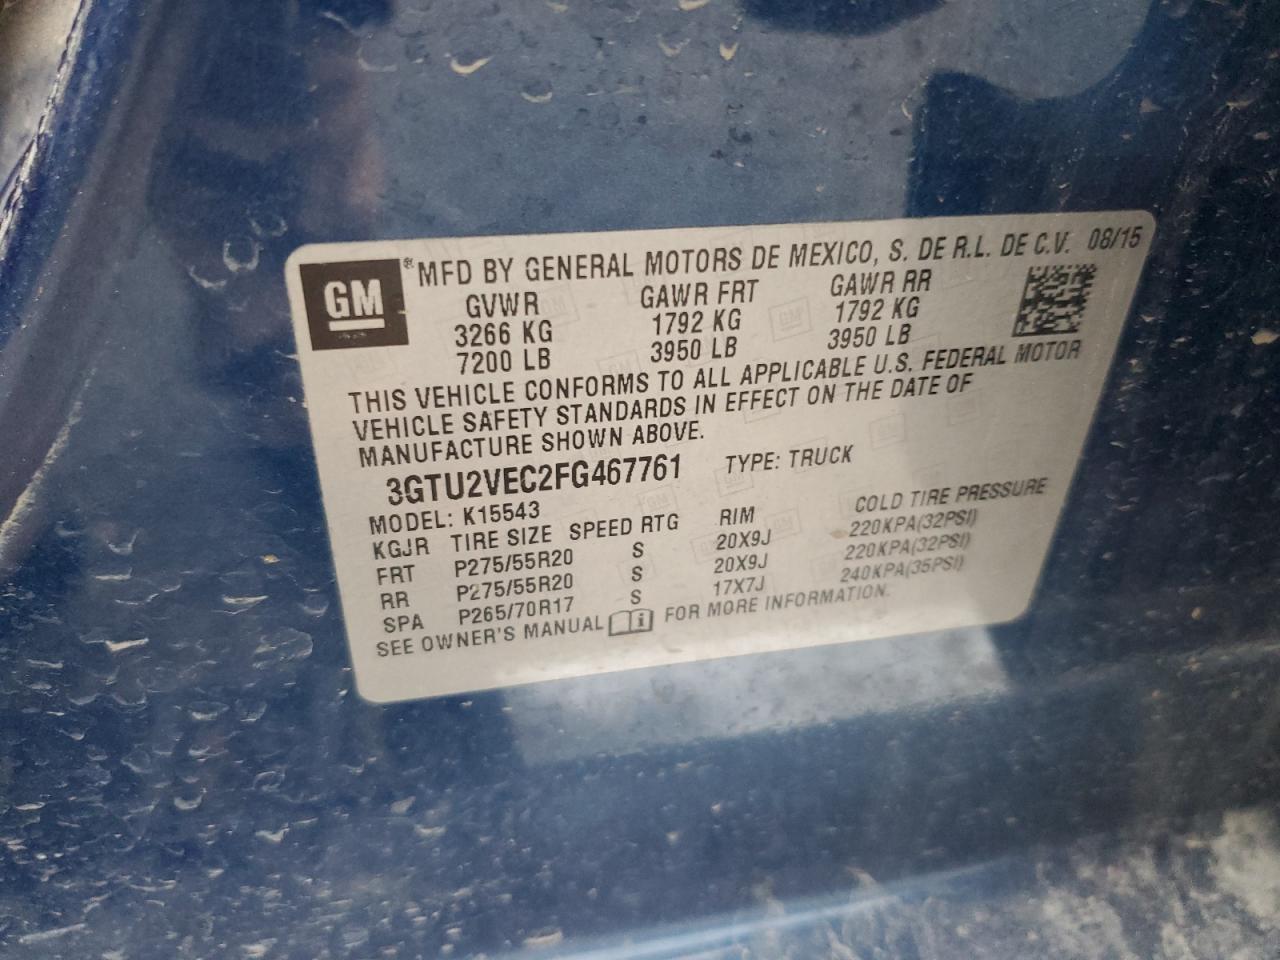 GM
® MFD BY GENERAL MOTORS DE MEXICO, S. DE R.L. DE C.V. 08/15
GVWR GAWR FRT GAWR RR
3266 KG 1792 KG 1792 KG
7200 LB 3950 LB 3950 LB
THIS VEHICLE CONFORMS TO ALL APPLICABLE U.S. FEDERAL MOTOR
VEHICLE SAFETY STANDARDS IN EFFECT ON THE DATE OF
MANUFACTURE SHOWN ABOVE.
3GTU2VEC2FG467761 TYPE: TRUCK
MODEL: K15543
KGJR TIRE SIZE SPEED RTG RIM COLD TIRE PRESSURE
FRT P275/55R20 S 20X9J 220KPA(32PSI)
RR P275/55R20 S 20X9J 220KPA(32PSI)
SPA P265/70R17 S 17X7J 240KPA(35PSI)
SEE OWNER'S MANUAL FOR MORE INFORMATION.